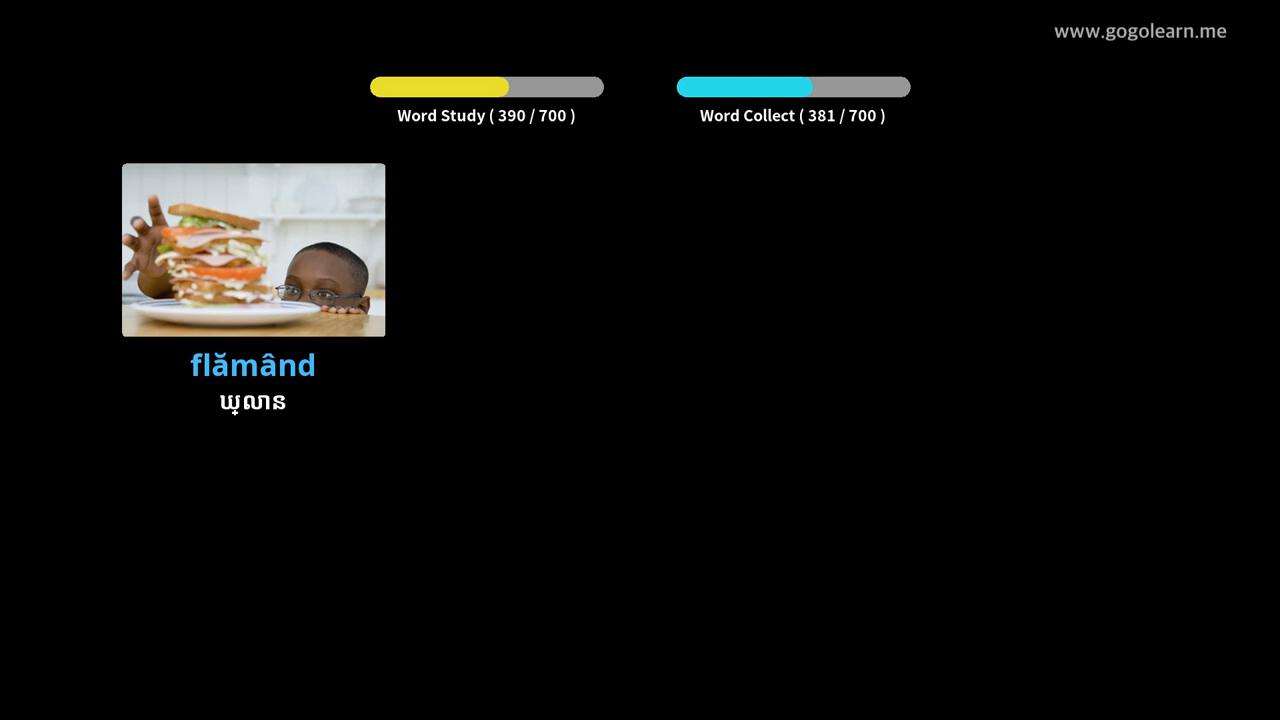 www.gogolearn.me
Word Study ( 390 / 700 )
Word Collect ( 381 / 700 )
flămând
ឃ្លាន